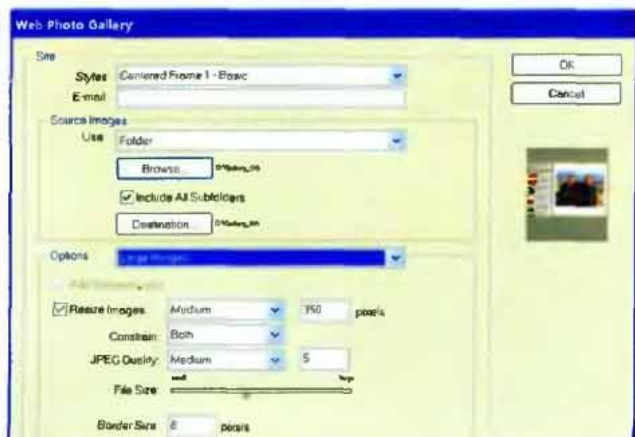 Web Photo Gallery
Site
Styles Centered Frame 1 - Basic
E-mail
OK
Cancel
Source Images
Use Folder
Browse...
Include All Subfolders
Destination...
Options Large Images
Resize Images Medium 350 pixels
Constrain: Both
JPEG Quality: Medium 5
small large
File Size:
Border Size pixels